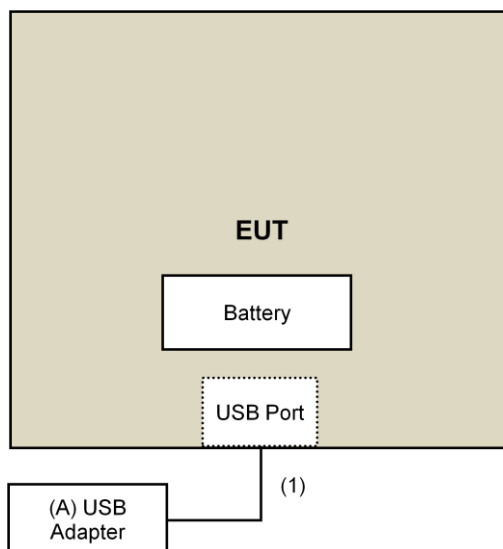 EUT
Battery
USB Port
(1)
(A) USB
Adapter